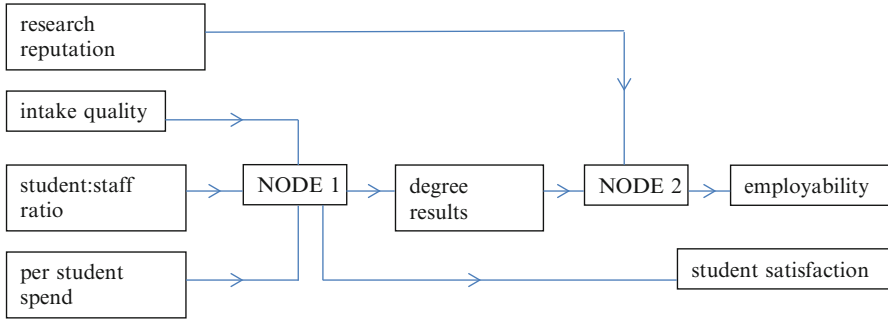 research
reputation
intake quality
student:staff
ratio
NODE 1
degree
results
NODE 2
employability
per student
spend
student satisfaction